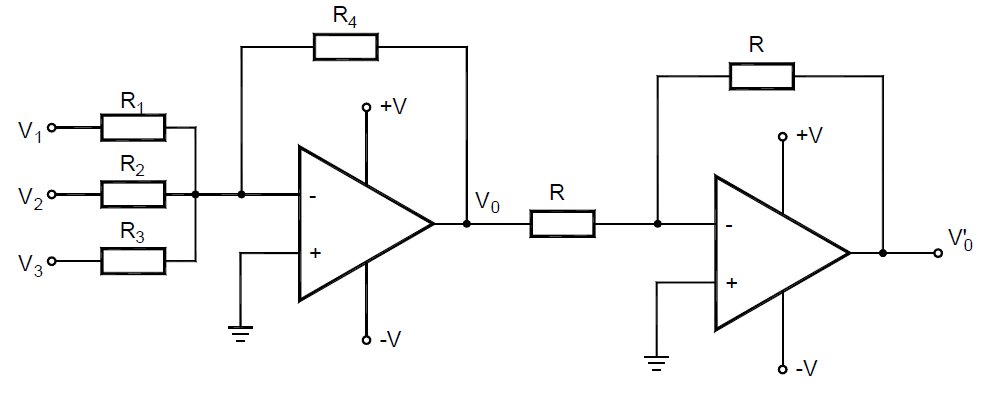 R4
R
+V
R1
V1
+V
R2
V2
-
V0
R
R3
-
V'0
+
V3
+
-V
-V